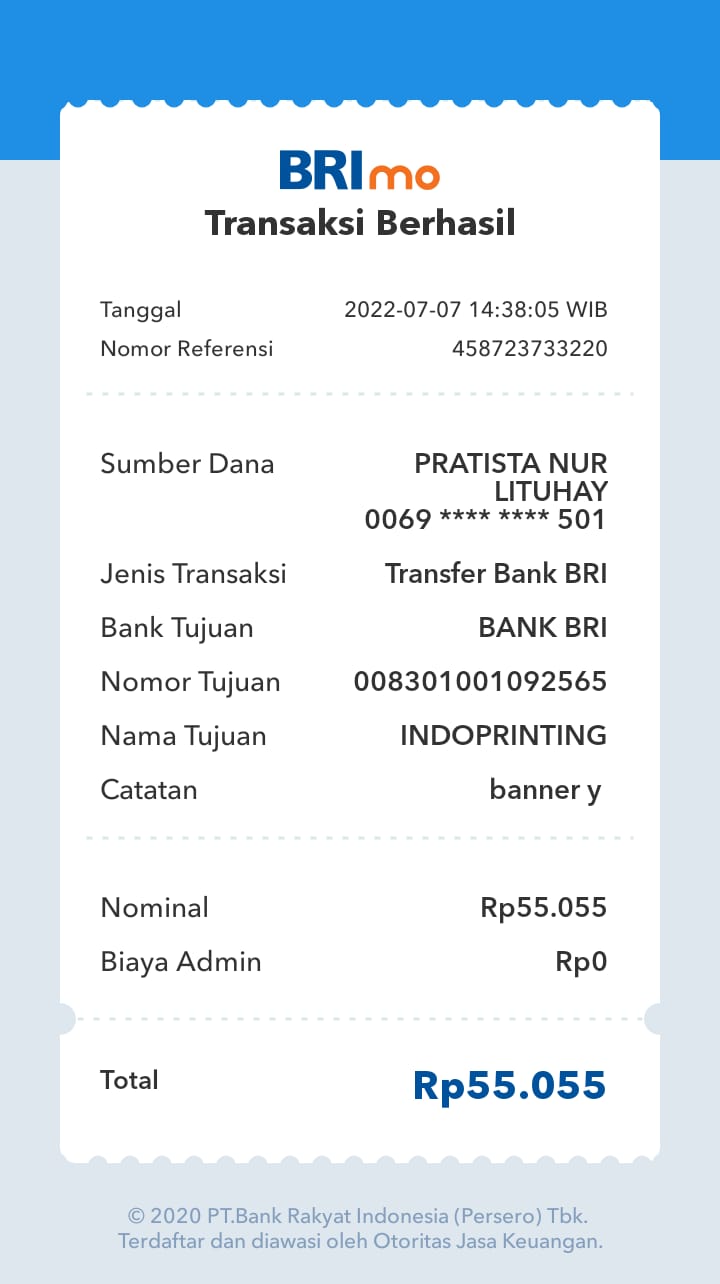 BRImo
Transaksi Berhasil
Tanggal 2022-07-07 14:38:05 WIB
Nomor Referensi 458723733220
Sumber Dana PRATISTA NUR
LITUHAY
0069 **** **** 501
Jenis Transaksi Transfer Bank BRI
Bank Tujuan BANK BRI
Nomor Tujuan 008301001092565
Nama Tujuan INDOPRINTING
Catatan banner y
Nominal Rp55.055
Biaya Admin Rp0
Total Rp55.055
© 2020 PT.Bank Rakyat Indonesia (Persero) Tbk.
Terdaftar dan diawasi oleh Otoritas Jasa Keuangan.